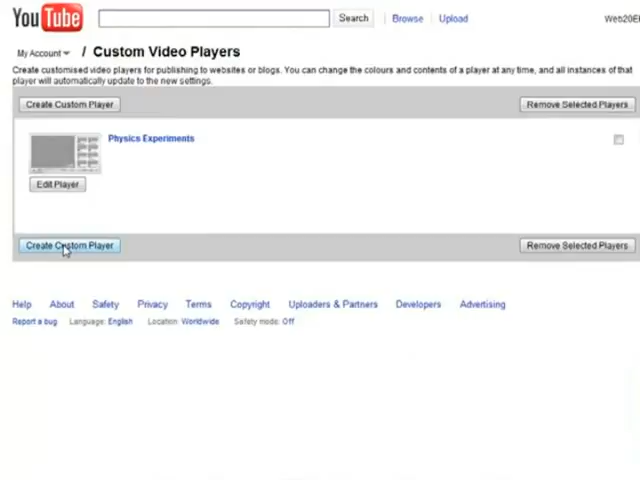 YouTube Search Browse Upload Web20E
My Account / Custom Video Players
Create customised video players for publishing to websites or blogs. You can change the colours and contents of a player at any time, and all instances of that
player will automatically update to the new settings.
Create Custom Player Remove Selected Players
Physics Experiments
Edit Player
Create Custom Player Remove Selected Players
Help About Safety Privacy Terms Copyright Uploaders & Partners Developers Advertising
Report a bug Language: English Location: Worldwide Safety mode: Off